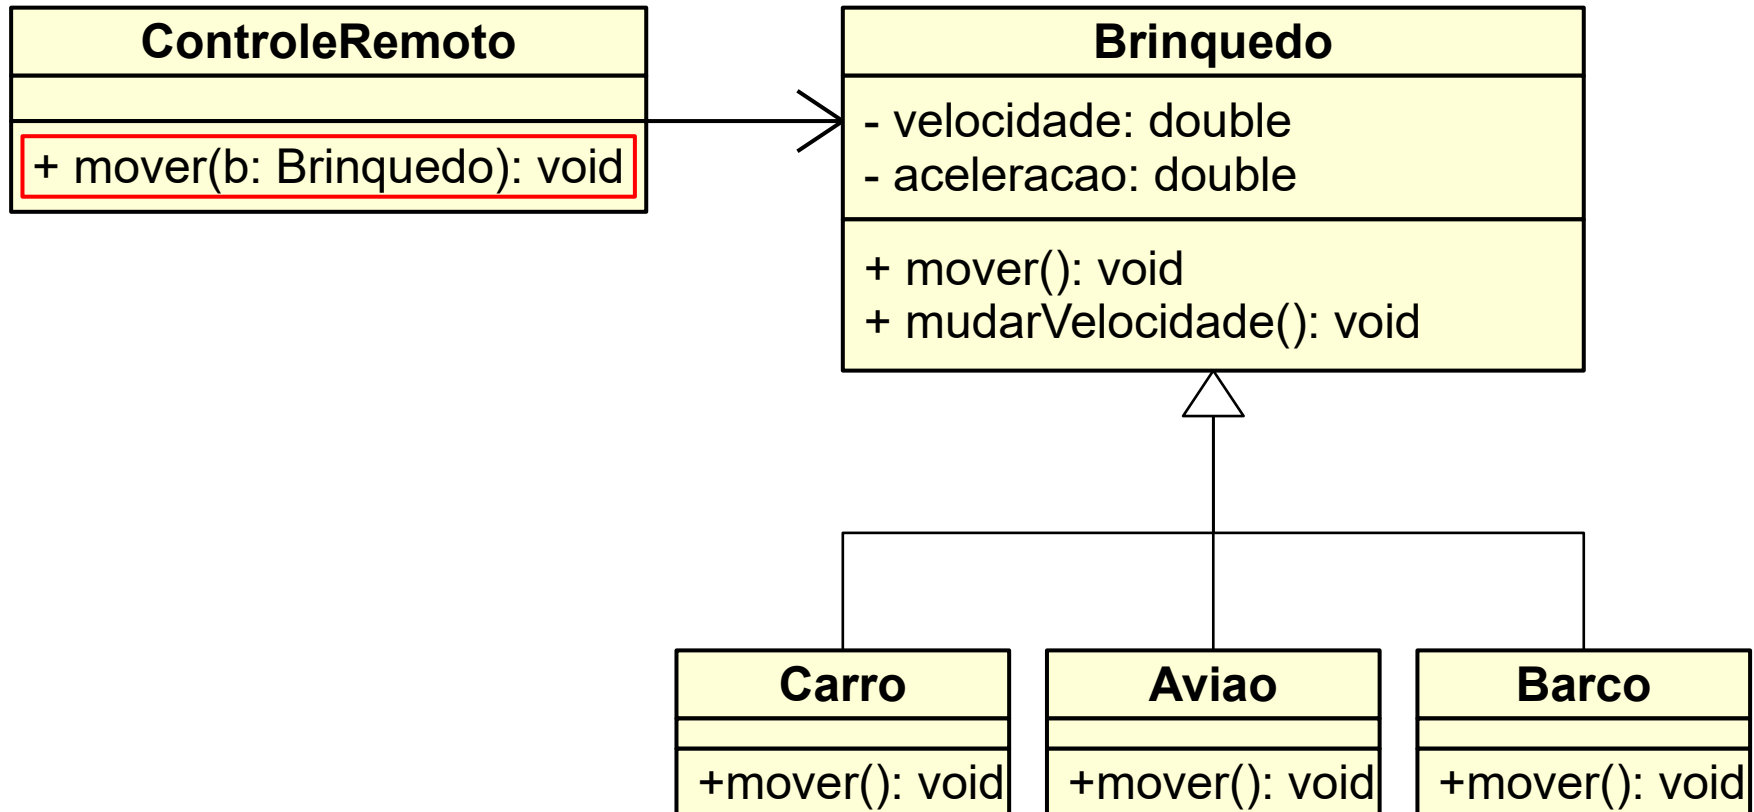 ControleRemoto
+ mover(b: Brinquedo): void
Brinquedo
- velocidade: double
- aceleracao: double
+ mover(): void
+ mudarVelocidade(): void
Carro
+mover(): void
Aviao
+mover(): void
Barco
+mover(): void